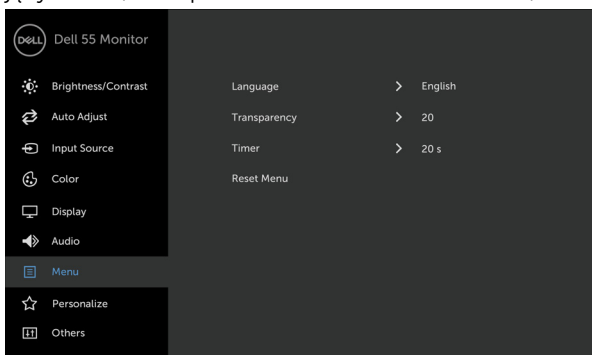 DELL Dell 55 Monitor
Brightness/Contrast
Auto Adjust
Input Source
Color
Display
Audio
Menu
Personalize
Others
Language English
Transparency 20
Timer 20 s
Reset Menu